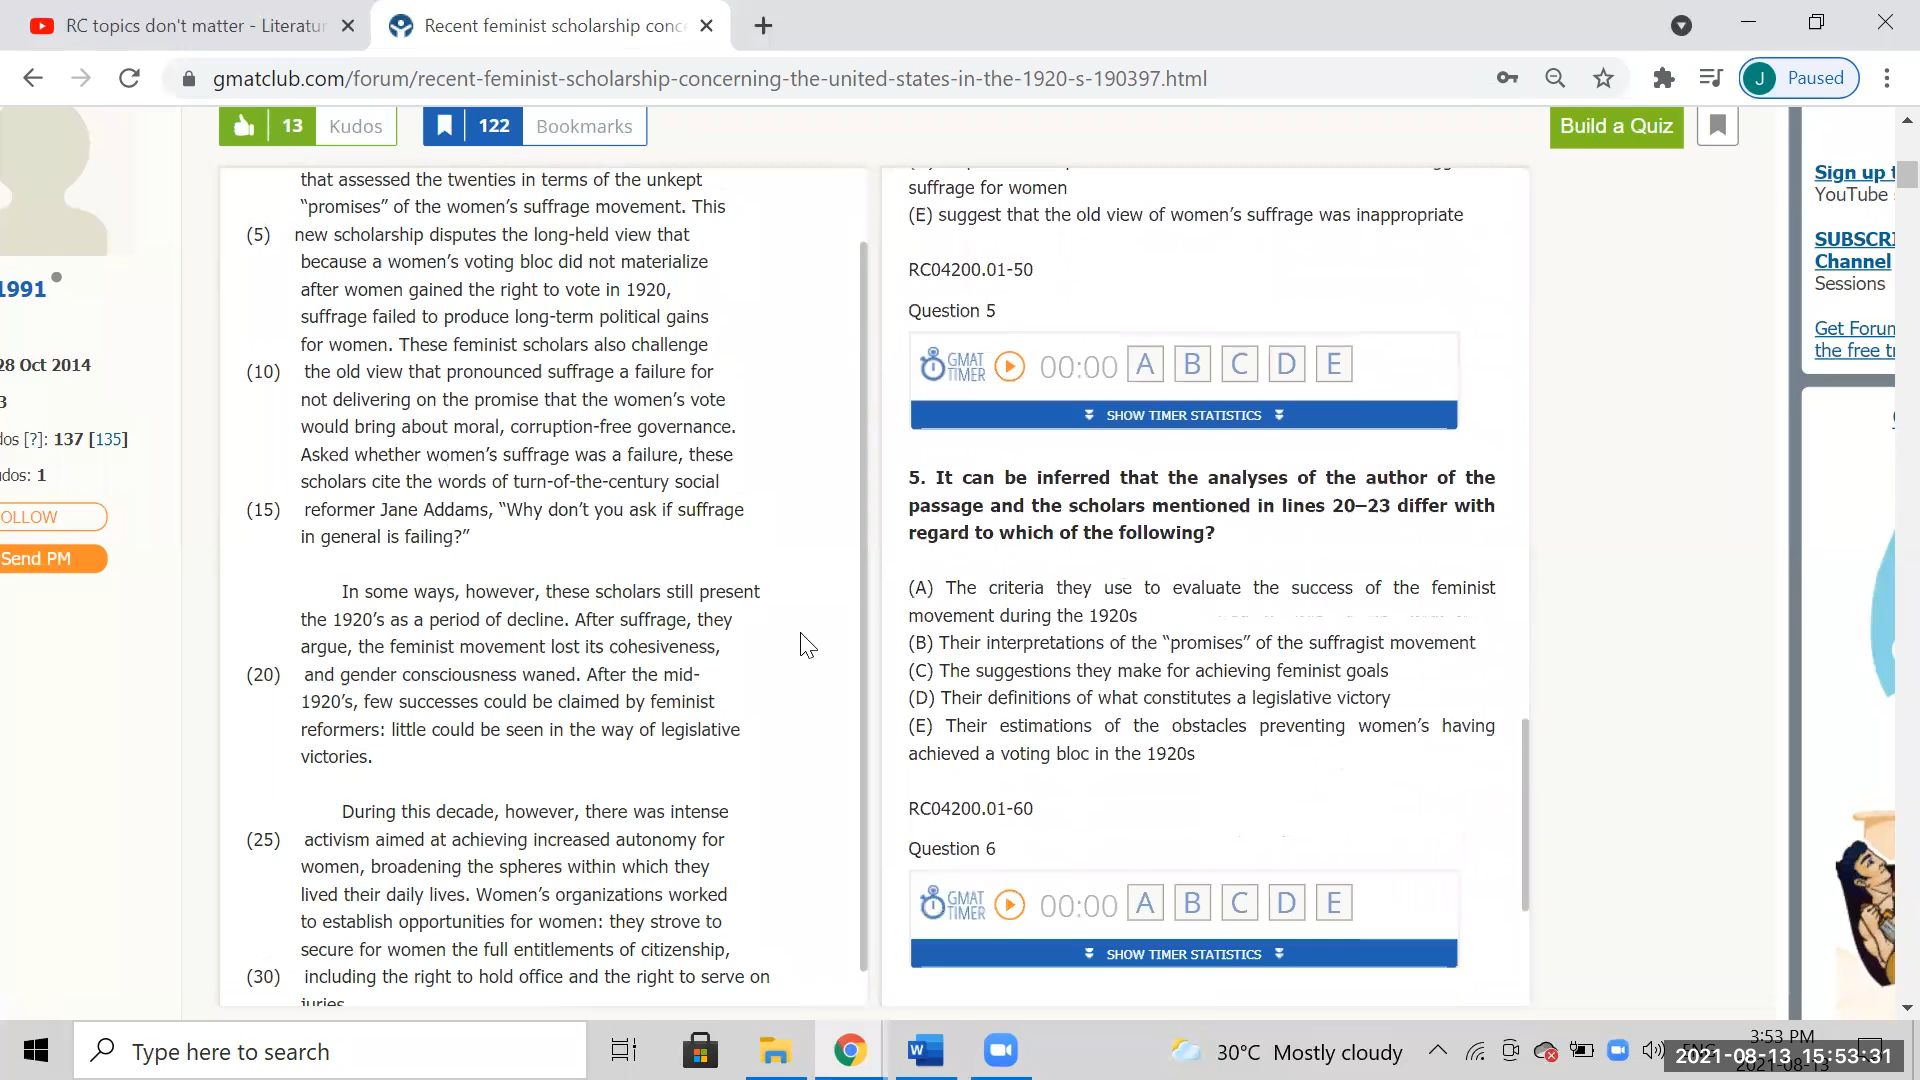 RC topics don't matter - Literatur
Recent feminist scholarship conc
gmatclub.com/forum/recent-feminist-scholarship-concerning-the-united-states-in-the-1920-s-190397.html
J Paused
13 Kudos
122 Bookmarks
Build a Quiz
1991
28 Oct 2014
3
dos [?]: 137 [135]
udos: 1
OLLOW
Send PM
that assessed the twenties in terms of the unkept
“promises” of the women’s suffrage movement. This
(5) new scholarship disputes the long-held view that
because a women’s voting bloc did not materialize
after women gained the right to vote in 1920,
suffrage failed to produce long-term political gains
for women. These feminist scholars also challenge
(10) the old view that pronounced suffrage a failure for
not delivering on the promise that the women’s vote
would bring about moral, corruption-free governance.
Asked whether women’s suffrage was a failure, these
scholars cite the words of turn-of-the-century social
(15) reformer Jane Addams, “Why don’t you ask if suffrage
in general is failing?”
In some ways, however, these scholars still present
the 1920’s as a period of decline. After suffrage, they
argue, the feminist movement lost its cohesiveness,
(20) and gender consciousness waned. After the mid-
1920’s, few successes could be claimed by feminist
reformers: little could be seen in the way of legislative
victories.
During this decade, however, there was intense
(25) activism aimed at achieving increased autonomy for
women, broadening the spheres within which they
lived their daily lives. Women’s organizations worked
to establish opportunities for women: they strove to
secure for women the full entitlements of citizenship,
(30) including the right to hold office and the right to serve on
juries
suffrage for women
(E) suggest that the old view of women’s suffrage was inappropriate
RC04200.01-50
Question 5
GMAT TIMER 00:00 A B C D E
SHOW TIMER STATISTICS
5. It can be inferred that the analyses of the author of the
passage and the scholars mentioned in lines 20–23 differ with
regard to which of the following?
(A) The criteria they use to evaluate the success of the feminist
movement during the 1920s
(B) Their interpretations of the “promises” of the suffragist movement
(C) The suggestions they make for achieving feminist goals
(D) Their definitions of what constitutes a legislative victory
(E) Their estimations of the obstacles preventing women’s having
achieved a voting bloc in the 1920s
RC04200.01-60
Question 6
GMAT TIMER 00:00 A B C D E
SHOW TIMER STATISTICS
Sign up t
YouTube
SUBSCRI
Channel
Sessions
Get Forum
the free t
Type here to search
30°C Mostly cloudy
3:53 PM
2021-08-13 15:53:31